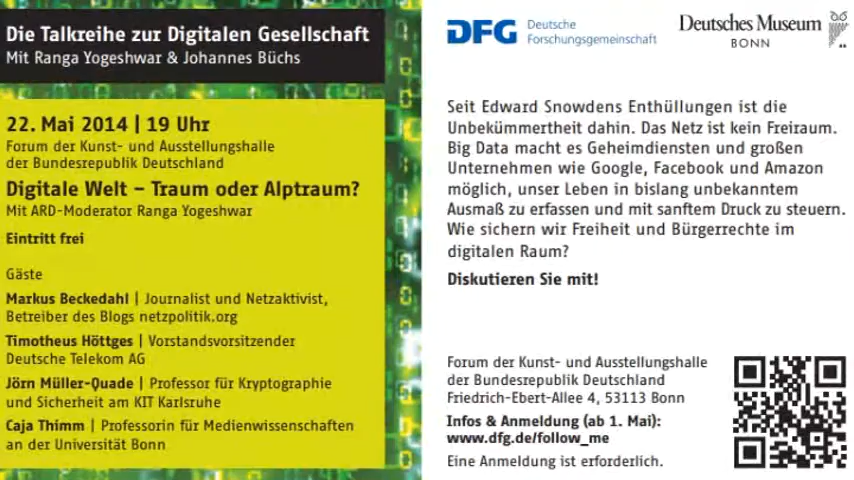 Die Talkreihe zur Digitalen Gesellschaft
Mit Ranga Yogeshwar & Johannes Büchs
22. Mai 2014 | 19 Uhr
Forum der Kunst- und Ausstellungshalle
der Bundesrepublik Deutschland
Digitale Welt – Traum oder Alptraum?
Mit ARD-Moderator Ranga Yogeshwar
Eintritt frei
Gäste
Markus Beckedahl | Journalist und Netzaktivist,
Betreiber des Blogs netzpolitik.org
Timotheus Höttges | Vorstandsvorsitzender
Deutsche Telekom AG
Jörn Müller-Quade | Professor für Kryptographie
und Sicherheit am KIT Karlsruhe
Caja Thimm | Professorin für Medienwissenschaften
an der Universität Bonn
DFG Deutsche
Forschungsgemeinschaft
Deutsches Museum
BONN
Seit Edward Snowdens Enthüllungen ist die
Unbekümmertheit dahin. Das Netz ist kein Freiraum.
Big Data macht es Geheimdiensten und großen
Unternehmen wie Google, Facebook und Amazon
möglich, unser Leben in bislang unbekanntem
Ausmaß zu erfassen und mit sanftem Druck zu steuern.
Wie sichern wir Freiheit und Bürgerrechte im
digitalen Raum?
Diskutieren Sie mit!
Forum der Kunst- und Ausstellungshalle
der Bundesrepublik Deutschland
Friedrich-Ebert-Allee 4, 53113 Bonn
Infos & Anmeldung (ab 1. Mai):
www.dfg.de/follow_me
Eine Anmeldung ist erforderlich.